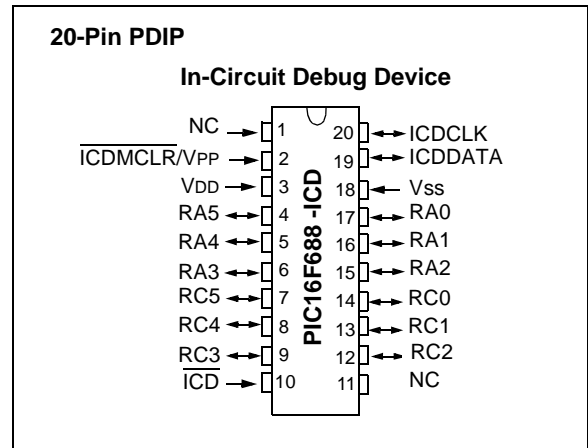 20-Pin PDIP
In-Circuit Debug Device
NC 1 20 ICDCLK
ICDMCLR/VPP 2 19 ICDDATA
VDD 3 18 Vss
RA5 4 17 RA0
RA4 5 16 RA1
RA3 6 15 RA2
RC5 7 14 RC0
RC4 8 13 RC1
RC3 9 12 RC2
ICD 10 11 NC
PIC16F688 -ICD